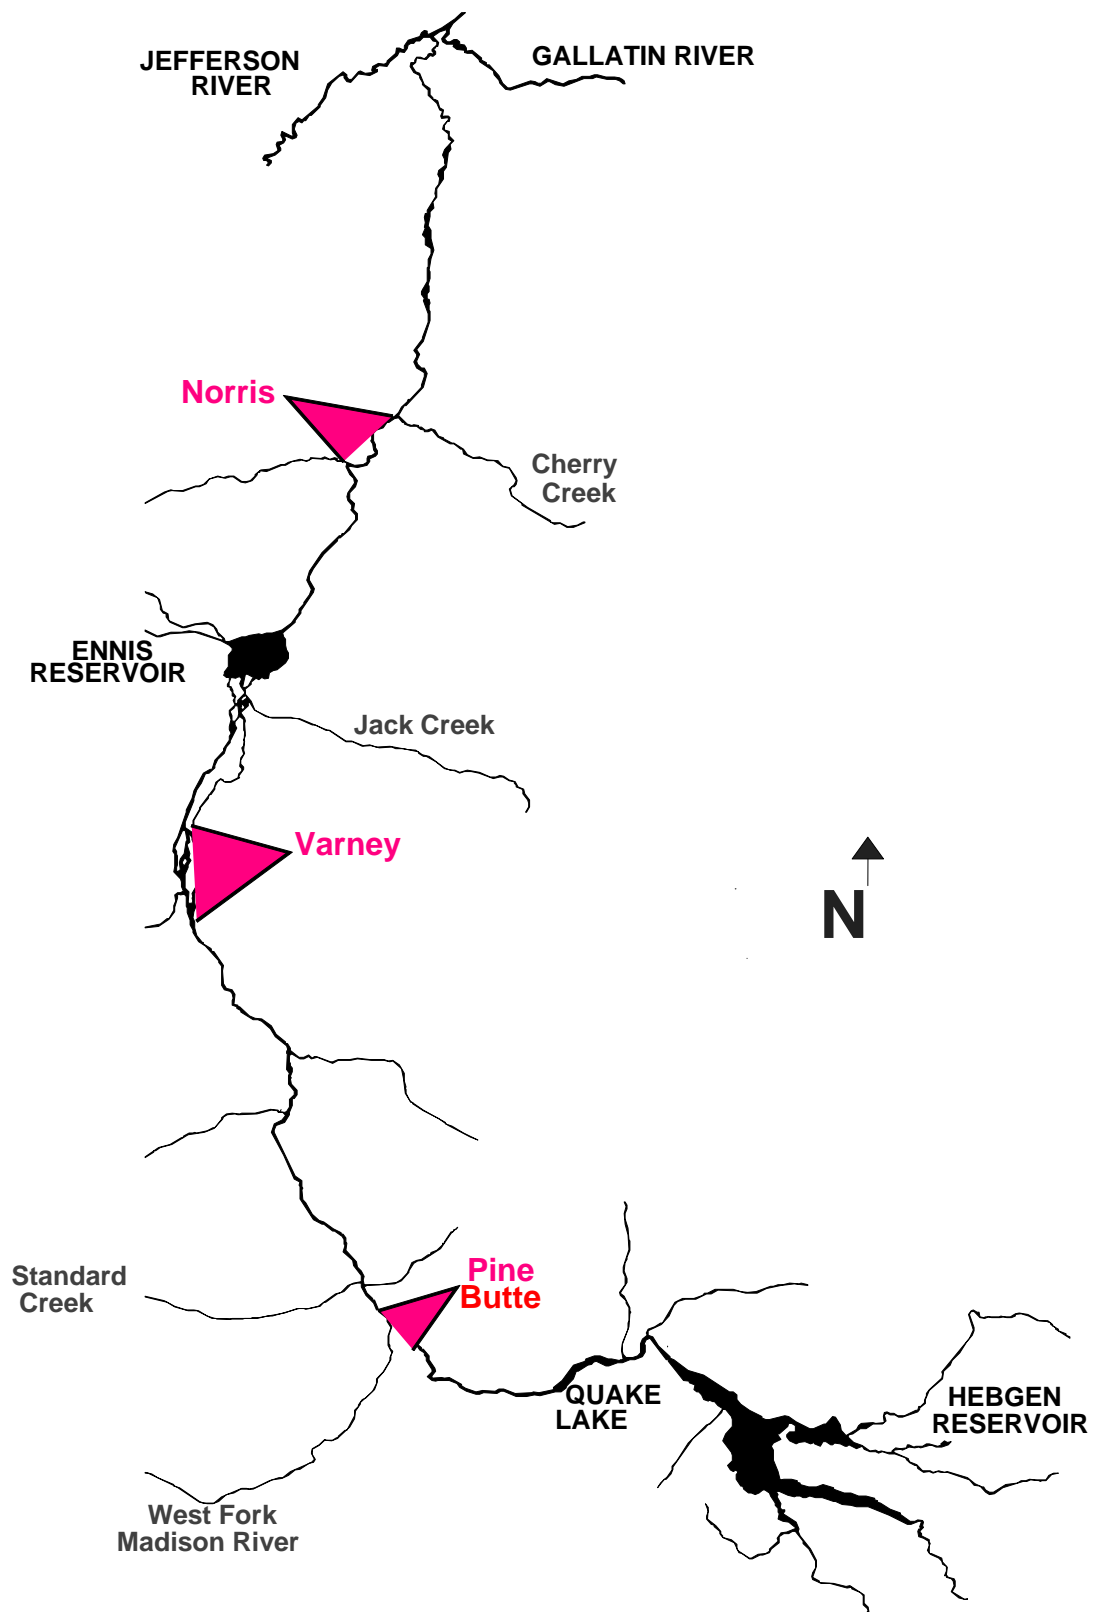 JEFFERSON
RIVER
GALLATIN RIVER
Norris
Cherry
Creek
ENNIS
RESERVOIR
Jack Creek
Varney
N
Standard
Creek
Pine
Butte
QUAKE
LAKE
HEBGEN
RESERVOIR
West Fork
Madison River